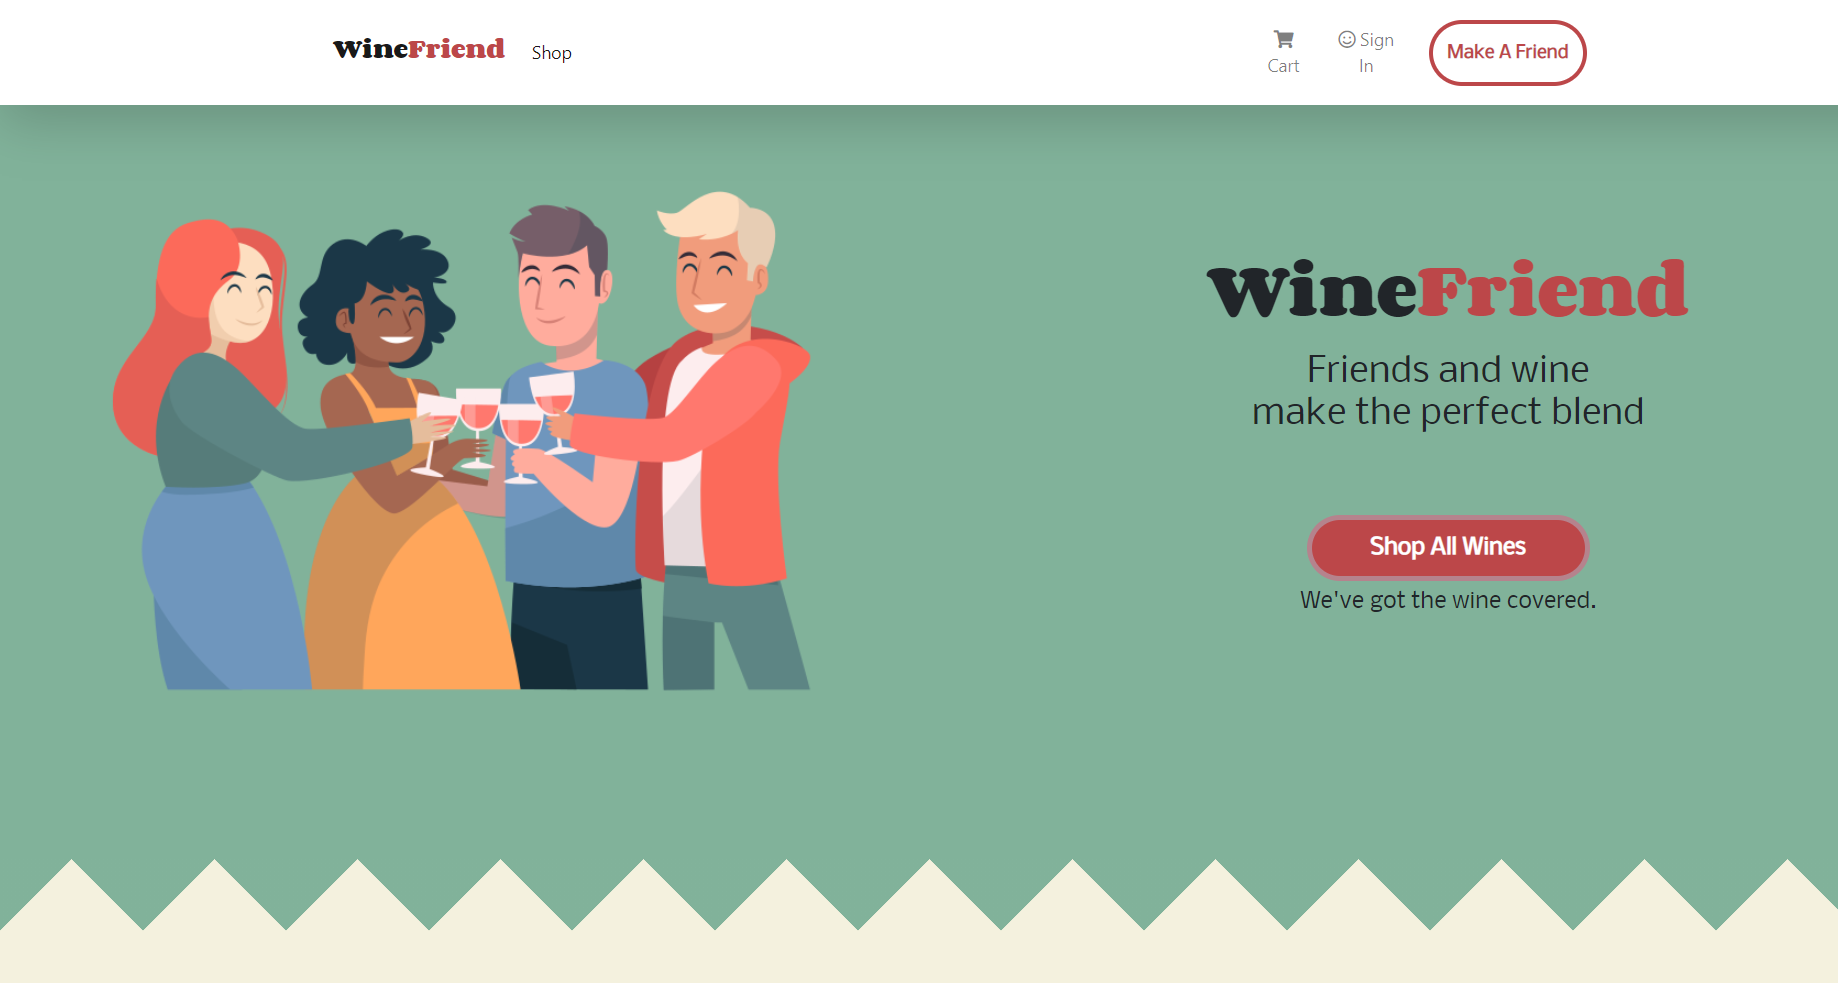 WineFriend
Shop
Cart
Sign
In
Make A Friend
WineFriend
Friends and wine
make the perfect blend
Shop All Wines
We've got the wine covered.